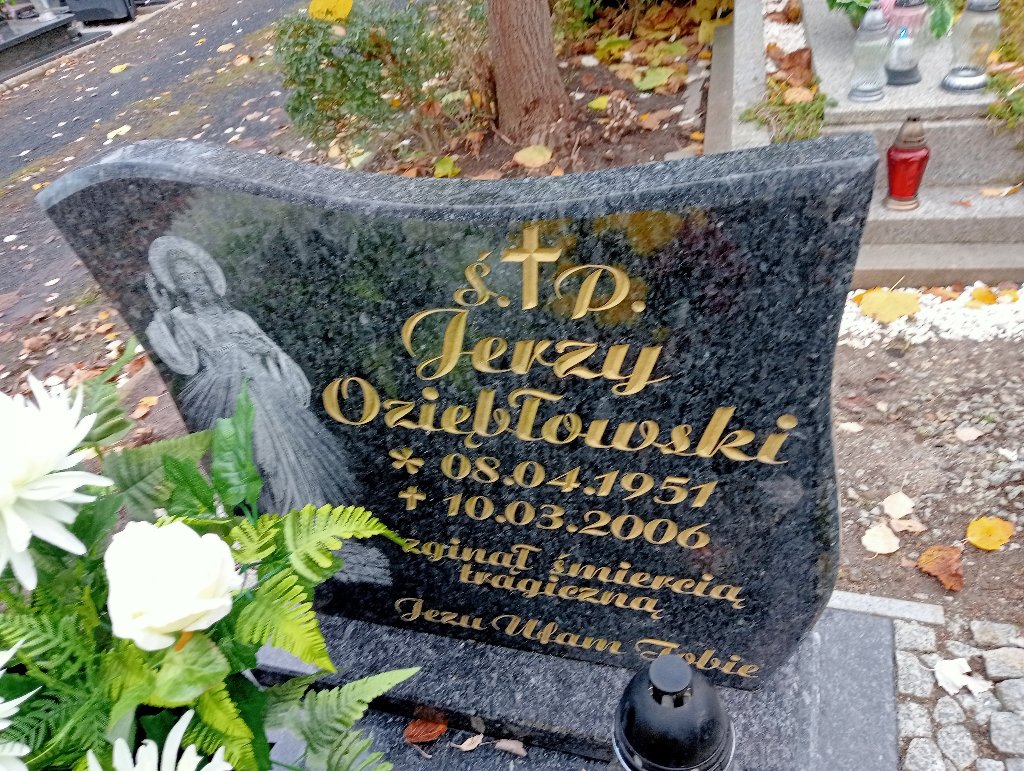 ś. P.
Jerzy
Oziębłowski
* 08.04.1951
✝ 10.03.2006
zginął śmiercią
tragiczną
Jezu Ufam Tobie